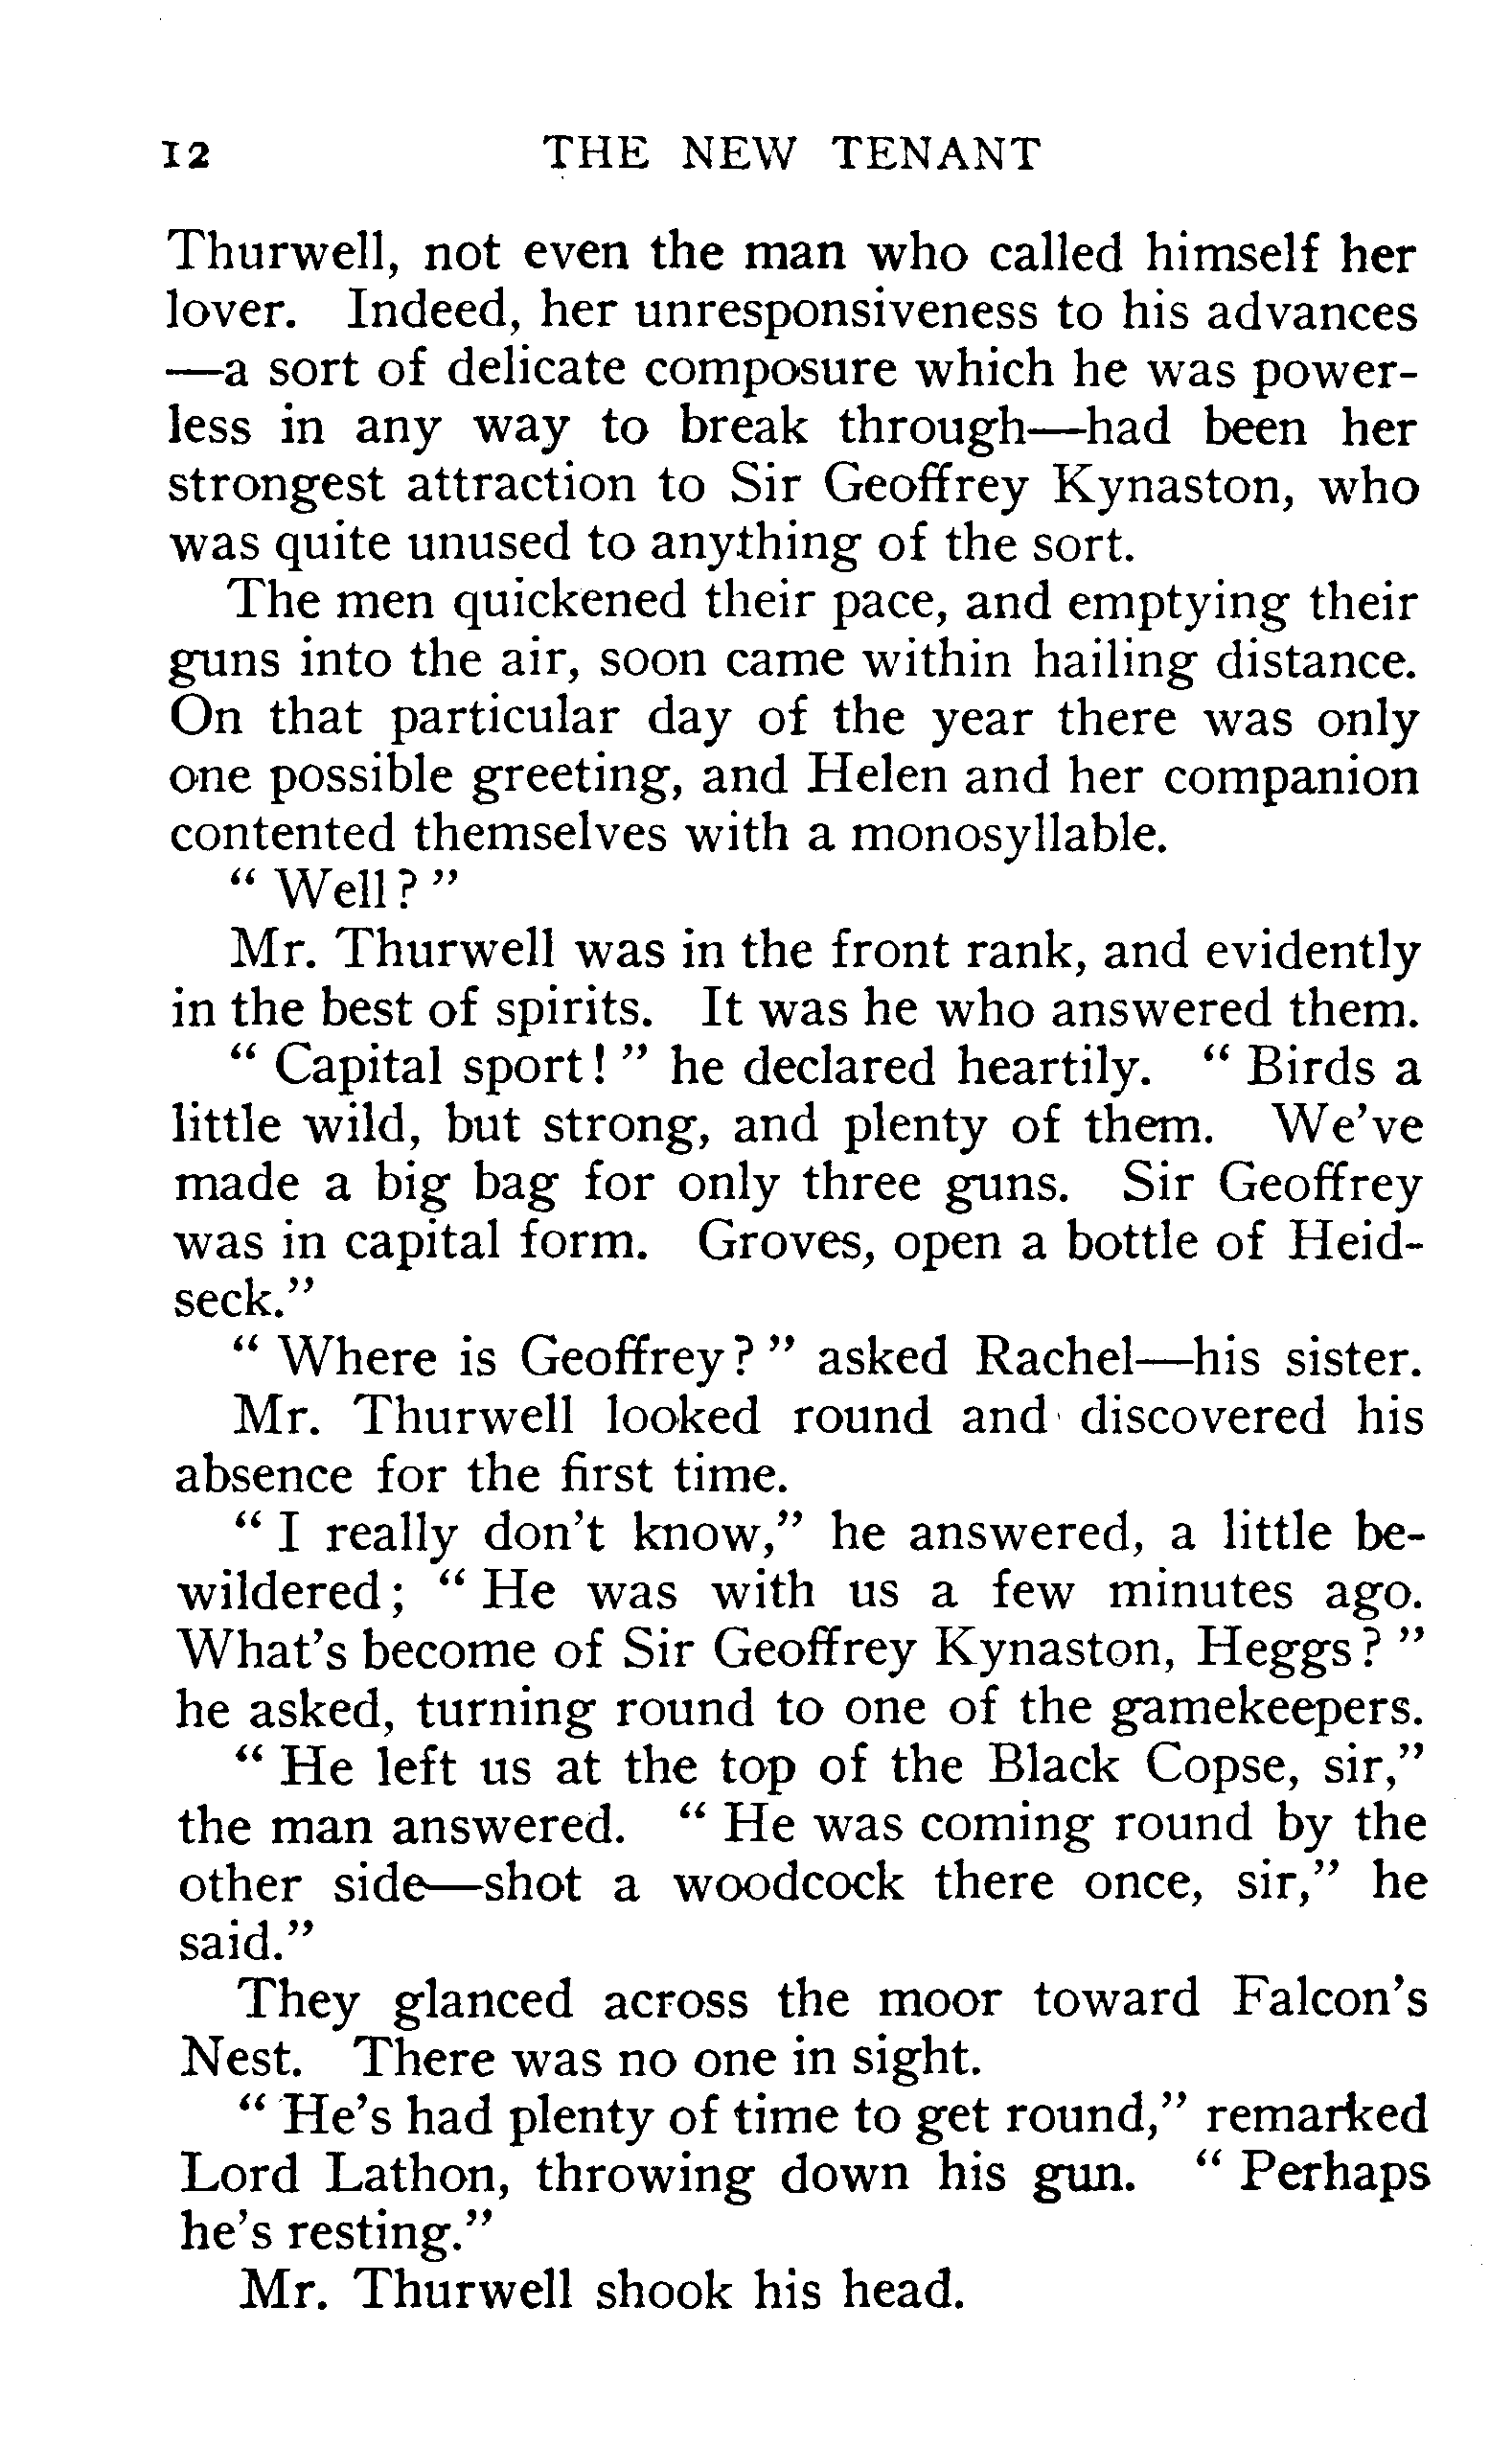 12 THE NEW TENANT
Thurwell, not even the man who called himself her
lover. Indeed, her unresponsiveness to his advances
—a sort of delicate composure which he was power-
less in any way to break through—had been her
strongest attraction to Sir Geoffrey Kynaston, who
was quite unused to anything of the sort.
The men quickened their pace, and emptying their
guns into the air, soon came within hailing distance.
On that particular day of the year there was only
one possible greeting, and Helen and her companion
contented themselves with a monosyllable.
“ Well? ”
Mr. Thurwell was in the front rank, and evidently
in the best of spirits. It was he who answered them.
“ Capital sport! ” he declared heartily. “ Birds a
little wild, but strong, and plenty of them. We've
made a big bag for only three guns. Sir Geoffrey
was in capital form. Groves, open a bottle of Heid-
seck.”
“ Where is Geoffrey? ” asked Rachel—his sister.
Mr. Thurwell looked round and discovered his
absence for the first time.
“ I really don't know,” he answered, a little be-
wildered; “ He was with us a few minutes ago.
What's become of Sir Geoffrey Kynaston, Heggs? ”
he asked, turning round to one of the gamekeepers.
“ He left us at the top of the Black Copse, sir,”
the man answered. “ He was coming round by the
other side—shot a woodcock there once, sir,” he
said.”
They glanced across the moor toward Falcon's
Nest. There was no one in sight.
“ He's had plenty of time to get round,” remarked
Lord Lathon, throwing down his gun. “ Perhaps
he's resting.”
Mr. Thurwell shook his head.